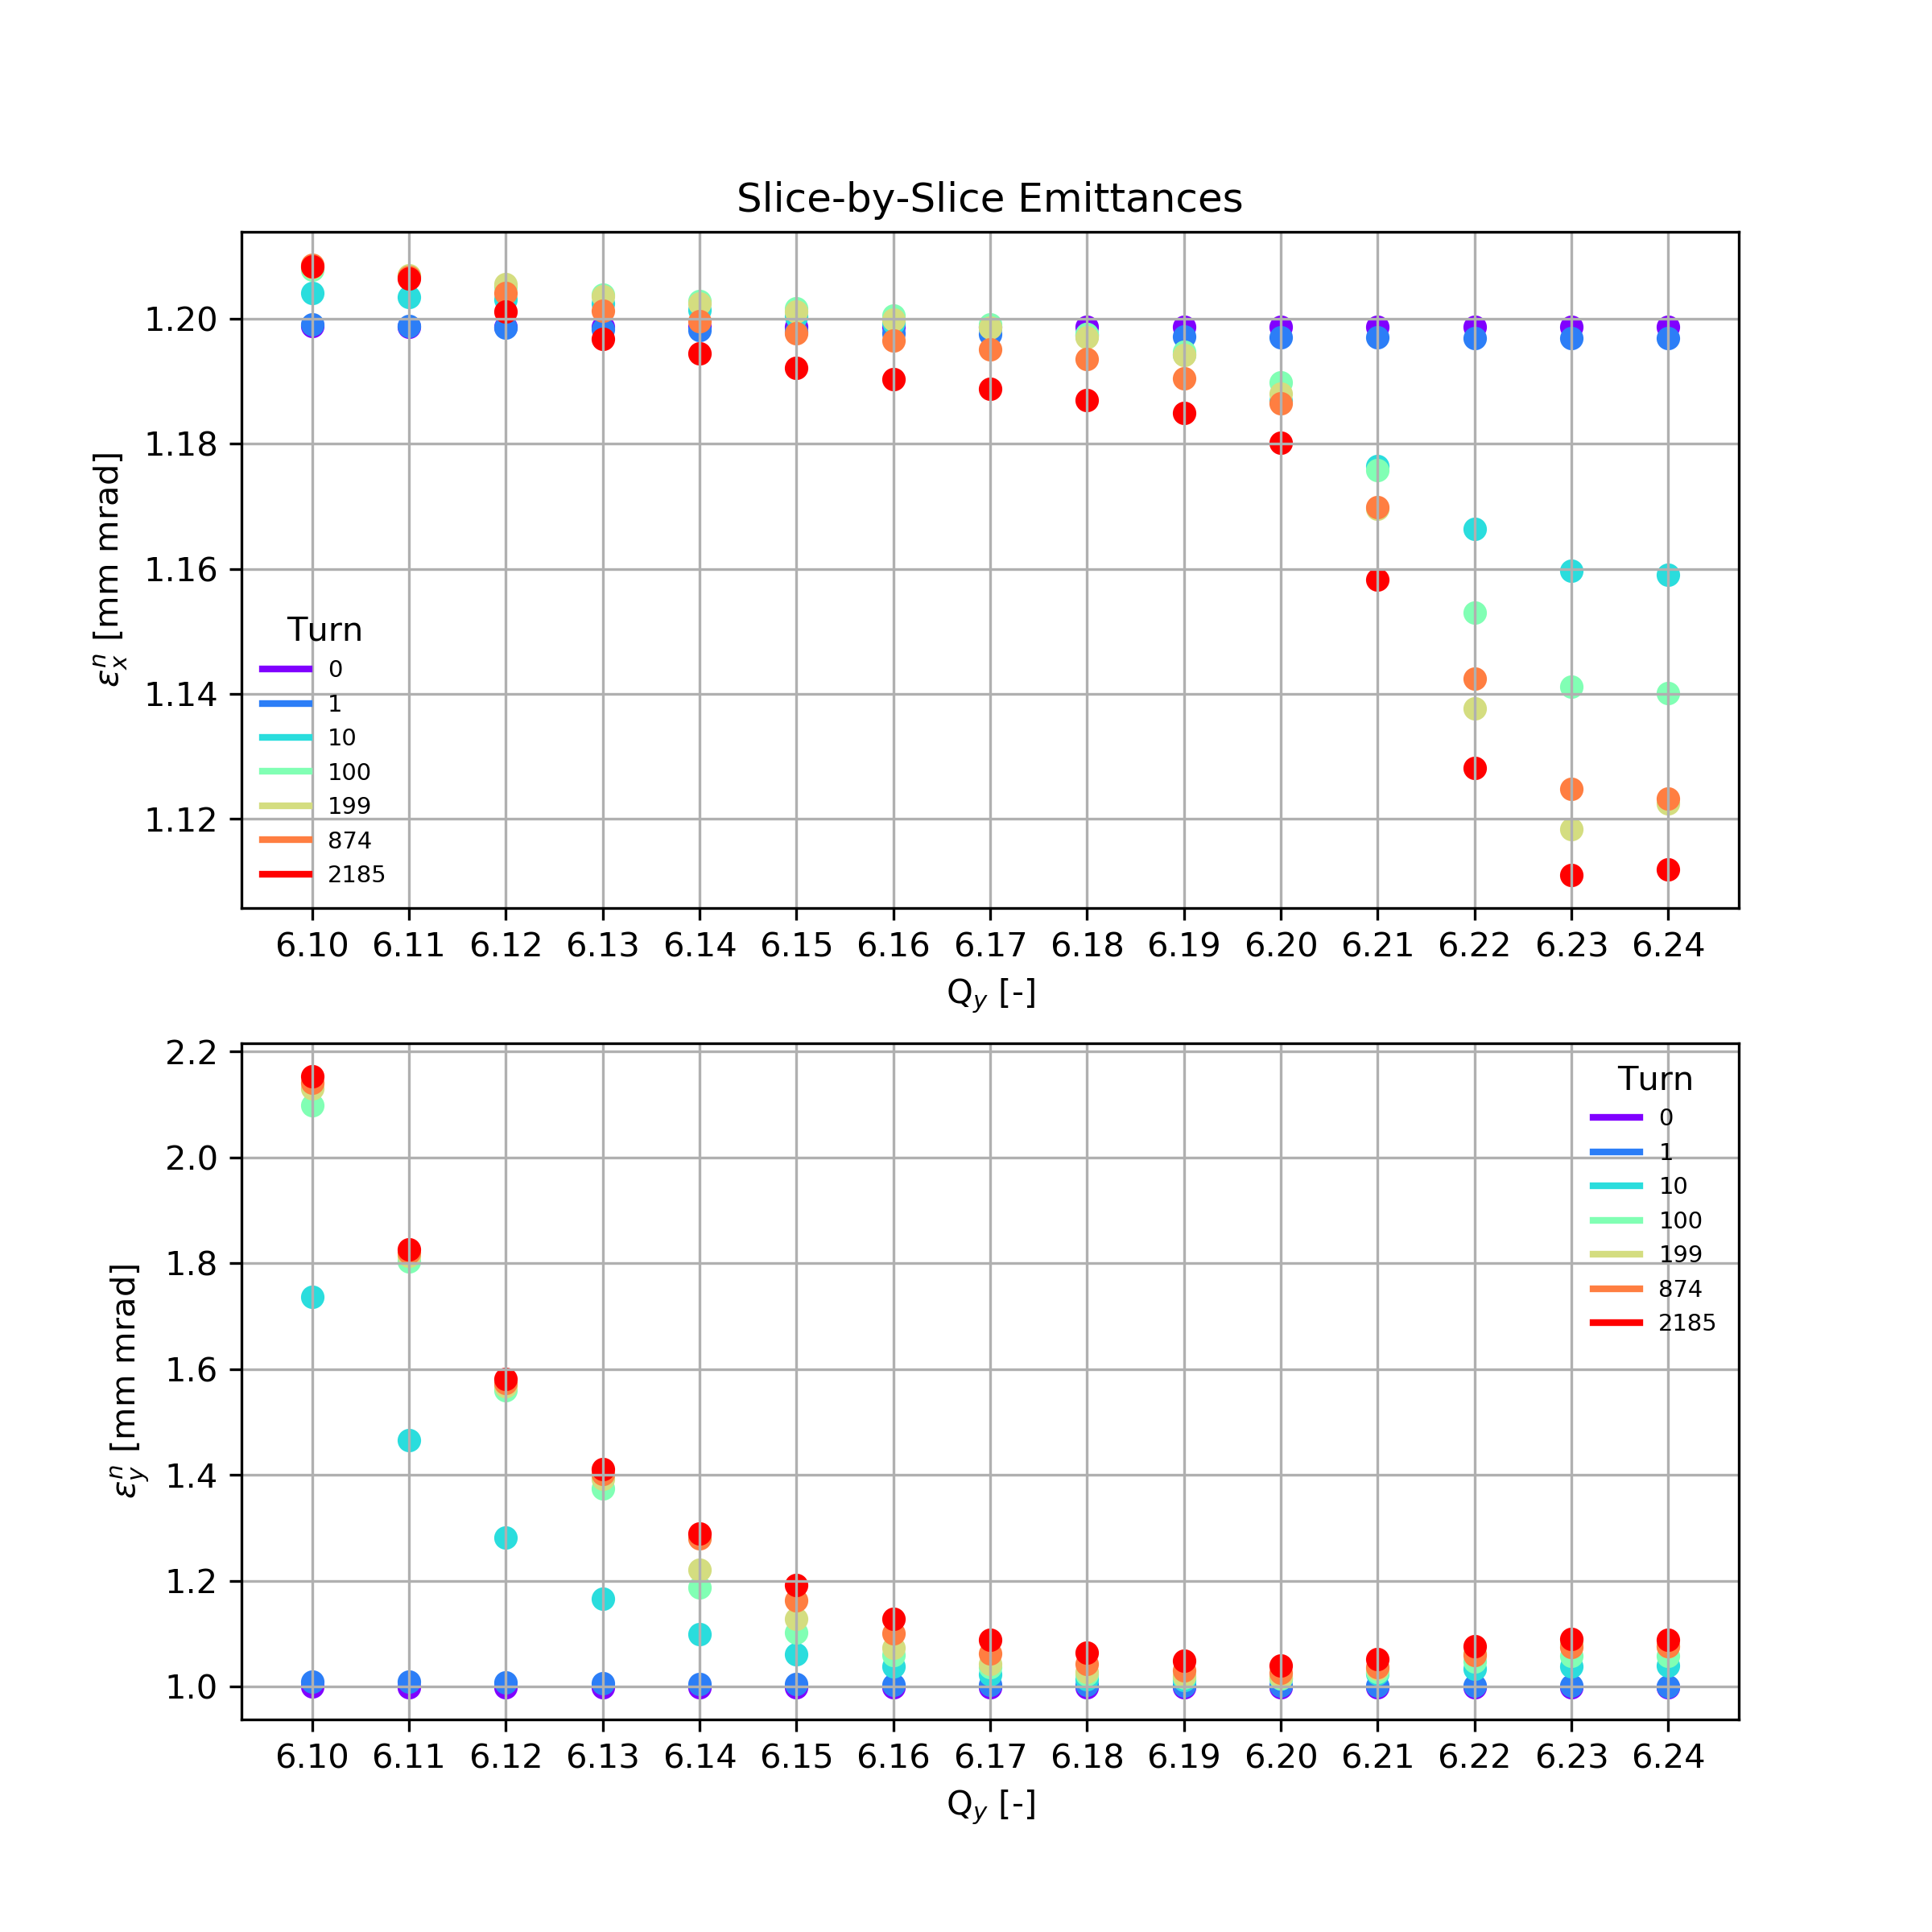 Slice-by-Slice Emittances
ε_x^n [mm mrad]
1.20
1.18
1.16
1.14
1.12
Turn
0
1
10
100
199
874
2185
6.10 6.11 6.12 6.13 6.14 6.15 6.16 6.17 6.18 6.19 6.20 6.21 6.22 6.23 6.24
Q_y [-]
ε_y^n [mm mrad]
2.2
2.0
1.8
1.6
1.4
1.2
1.0
Turn
0
1
10
100
199
874
2185
6.10 6.11 6.12 6.13 6.14 6.15 6.16 6.17 6.18 6.19 6.20 6.21 6.22 6.23 6.24
Q_y [-]